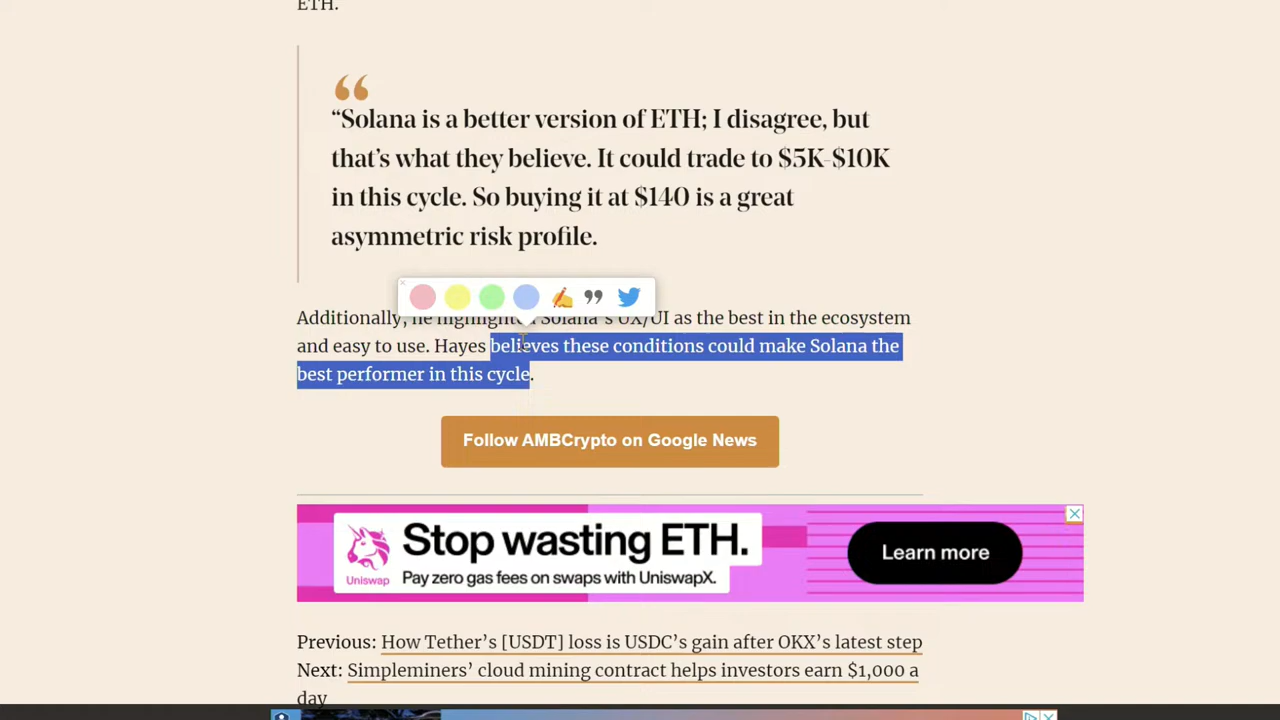 ETH.
“Solana is a better version of ETH; I disagree, but
that’s what they believe. It could trade to $5K-$10K
in this cycle. So buying it at $140 is a great
asymmetric risk profile.
Additionally, he highlighted Solana’s UX/UI as the best in the ecosystem
and easy to use. Hayes believes these conditions could make Solana the
best performer in this cycle.
Follow AMBCrypto on Google News
Stop wasting ETH.
Pay zero gas fees on swaps with UniswapX.
Uniswap
Learn more
Previous: How Tether’s [USDT] loss is USDC’s gain after OKX’s latest step
Next: Simpleminers’ cloud mining contract helps investors earn $1,000 a
day